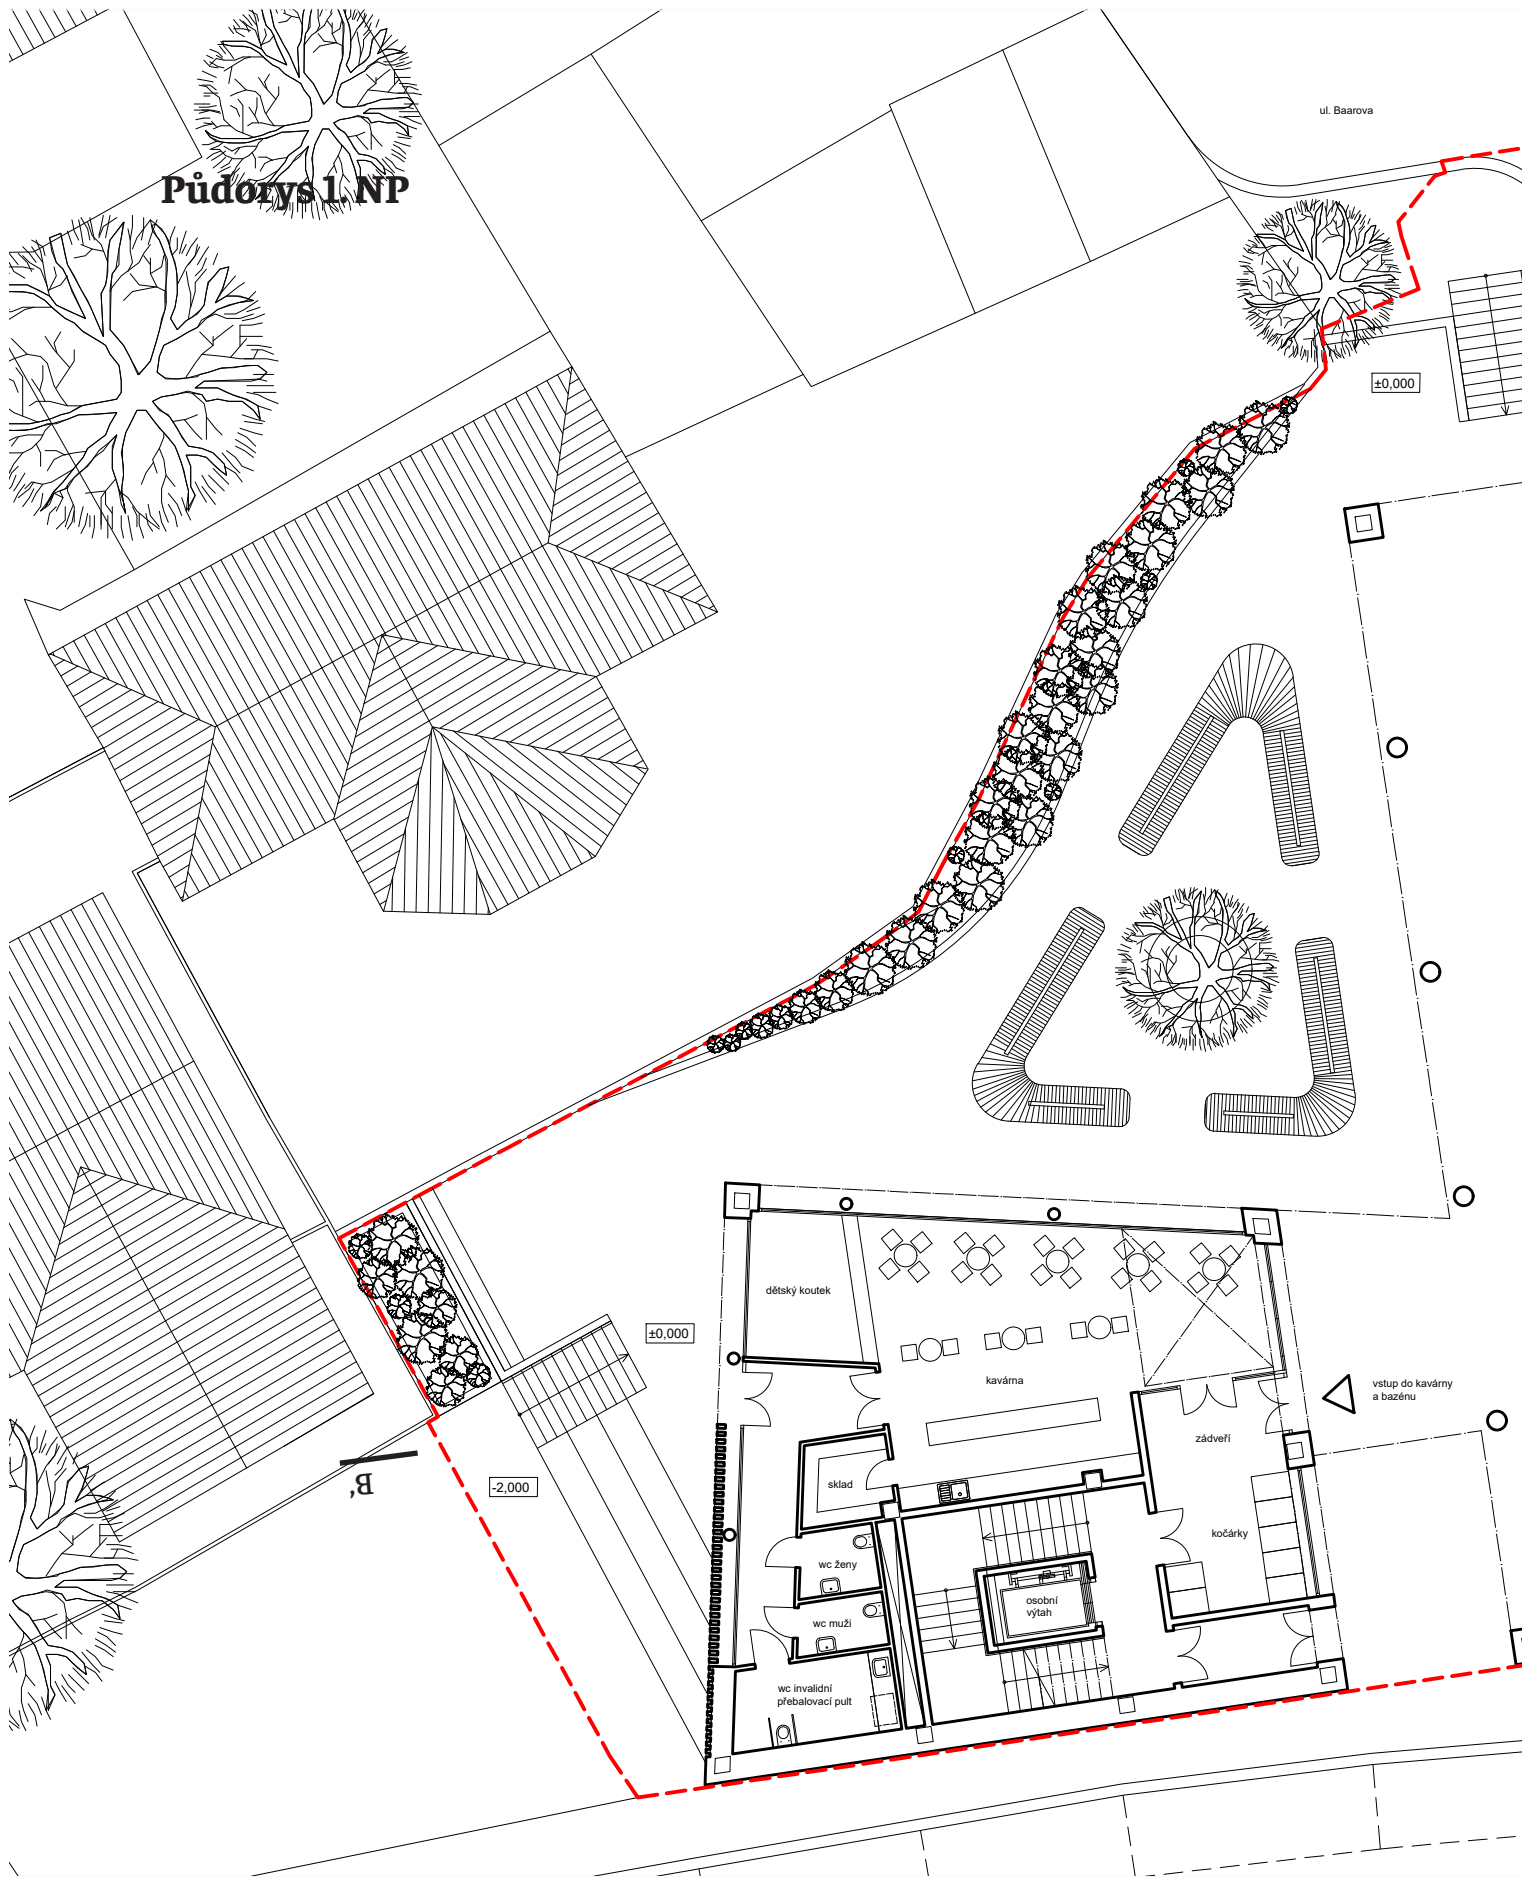 ul. Baarova
Půdorys 1. NP
±0,000
dětský koutek
±0,000
kavárna
vstup do kavárny
a bazénu
zádveří
sklad
B'
-2,000
kočárky
wc ženy
osobní
výtah
wc muži
wc invalidní
přebalovací pult